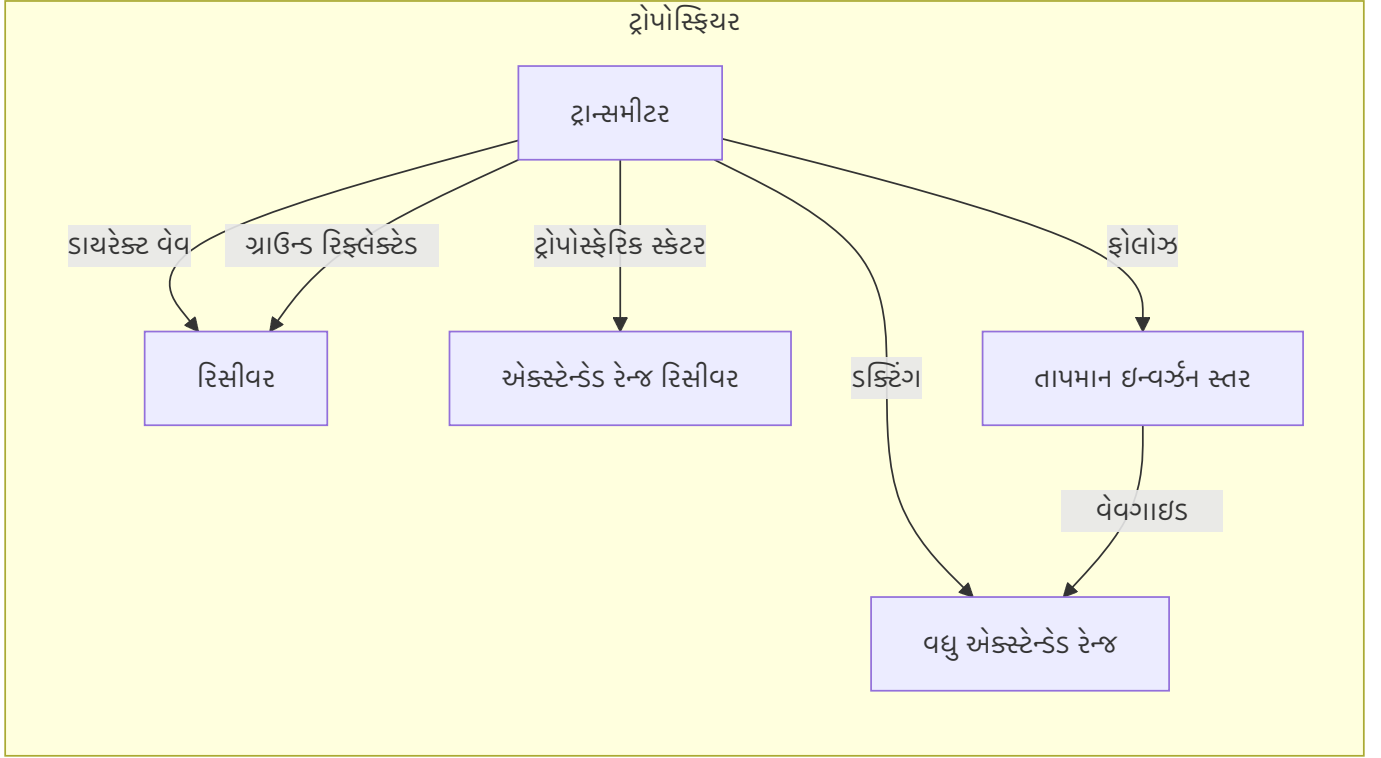 ટ્રોપોસ્ફિયર
ટ્રાન્સમીટર
ડાયરેક્ટ વેવ
ગ્રાઉન્ડ રિફ્લેક્ટેડ
ટ્રોપોસ્ફેરિક સ્કેટર
ફોલોઝ
રિસીવર
એક્સ્ટેન્ડેડ રેન્જ રિસીવર
ડક્ટિંગ
તાપમાન ઇન્વર્ઝન સ્તર
વેવગાઇડ
વધુ એક્સ્ટેન્ડેડ રેન્જ